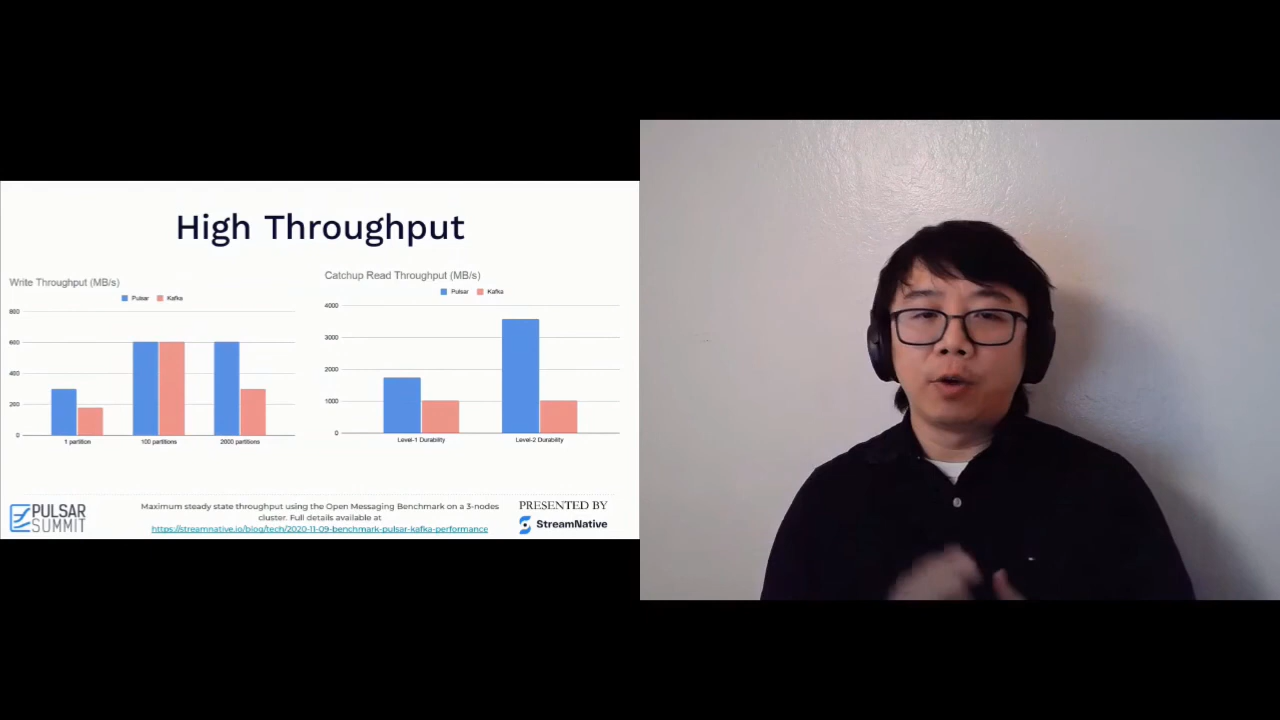 High Throughput
Write Throughput (MB/s)
Pulsar Kafka
800
600
400
200
0
1 partition 100 partitions 2000 partitions
Catchup Read Throughput (MB/s)
Pulsar Kafka
4000
3000
2000
1000
0
Level-1 Durability Level-2 Durability
PULSAR
SUMMIT
Maximum steady state throughput using the Open Messaging Benchmark on a 3-nodes
cluster. Full details available at
https://streamnative.io/blog/tech/2020-11-09-benchmark-pulsar-kafka-performance
PRESENTED BY
StreamNative